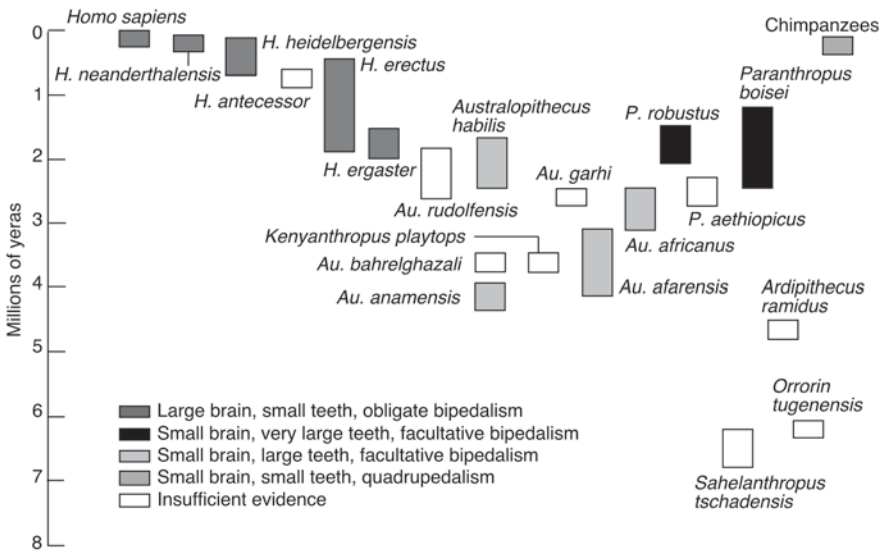 Homo sapiens
Chimpanzees
0
H. heidelbergensis
H. neanderthalensis
H. erectus
Paranthropus
boisei
H. antecessor
1
Australopithecus
habilis
P. robustus
2
H. ergaster
Au. garhi
Au. rudolfensis
P. aethiopicus
3
Kenyanthropus playtops
Au. africanus
Au. bahrelghazali
4
Au. anamensis
Au. afarensis
Ardipithecus
ramidus
5
Millions of yeras
Orrorin
tugenensis
6
Large brain, small teeth, obligate bipedalism
Small brain, very large teeth, facultative bipedalism
Small brain, large teeth, facultative bipedalism
Small brain, small teeth, quadrupedalism
Insufficient evidence
7
Sahelanthropus
tschadensis
8